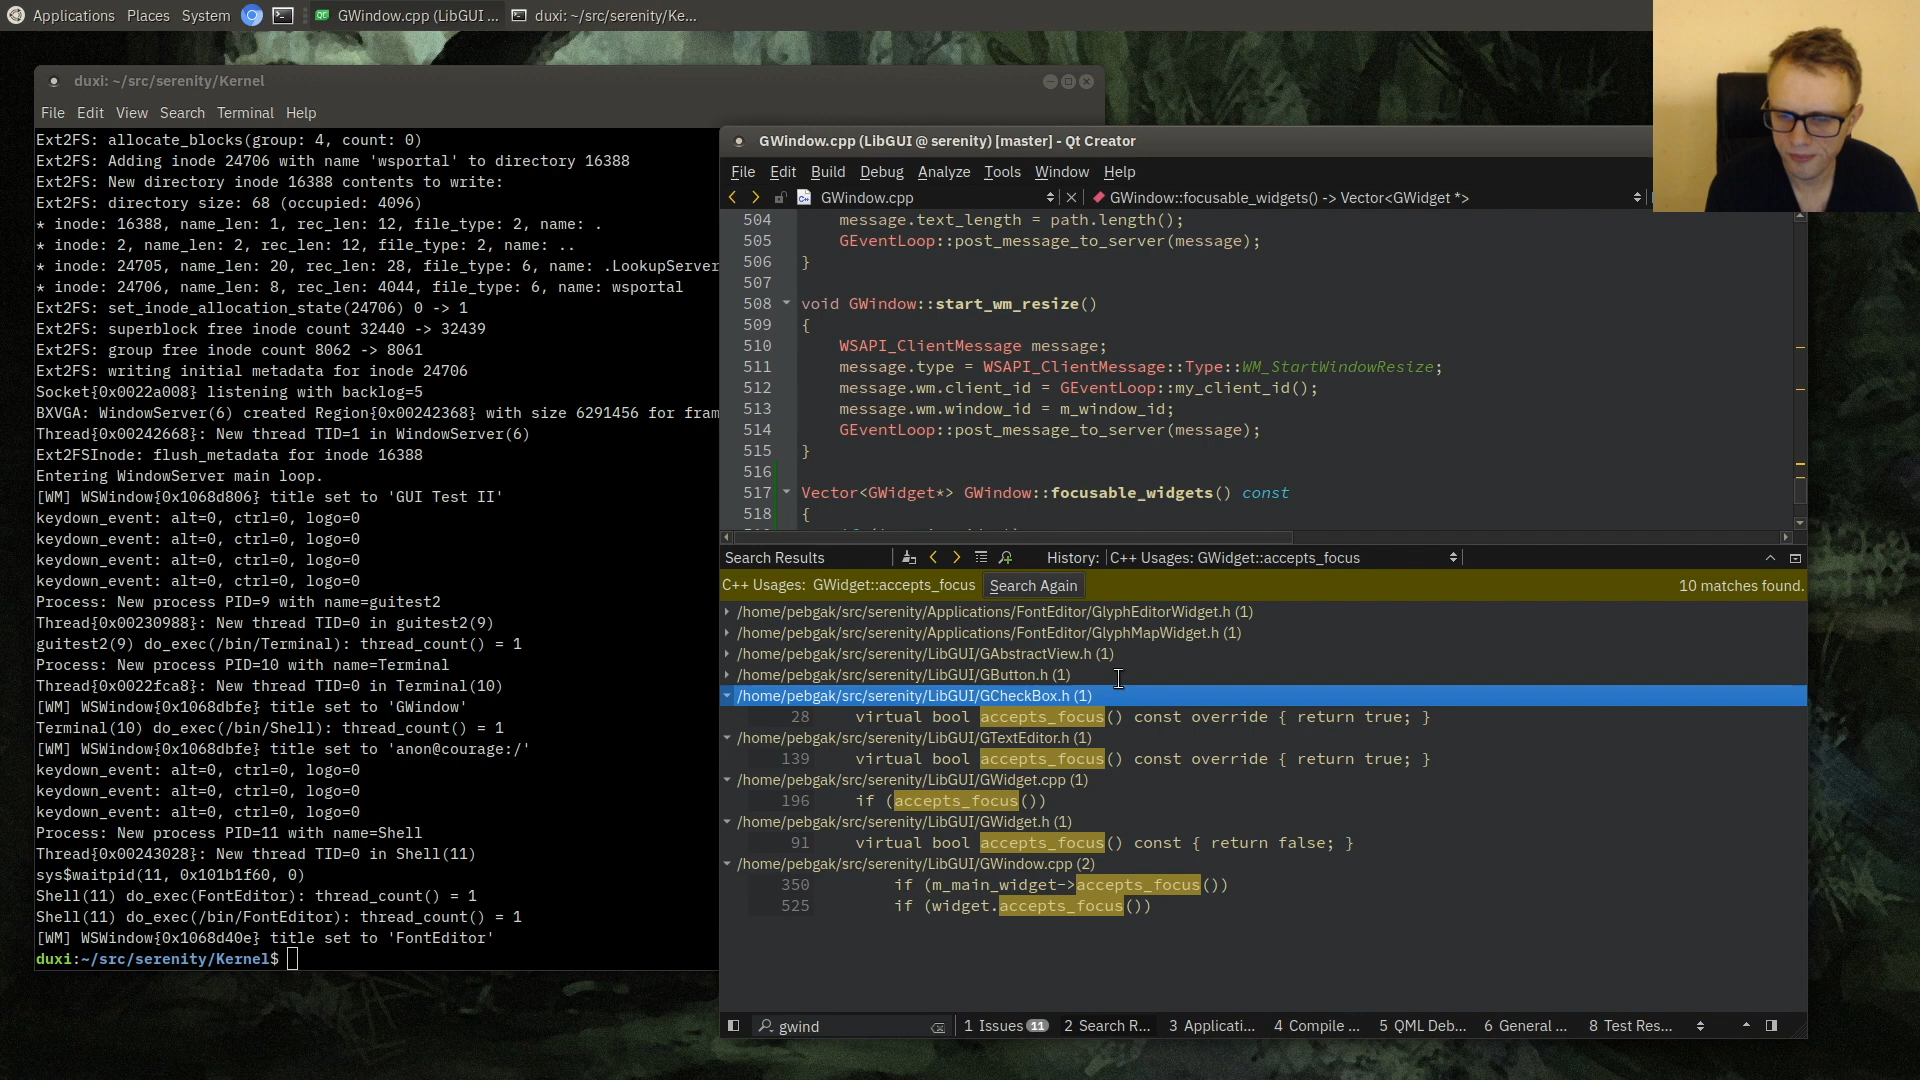 Applications Places System GWindow.cpp (LibGUI ... duxi: ~/src/serenity/Ke...
duxi: ~/src/serenity/Kernel
File Edit View Search Terminal Help
Ext2FS: allocate_blocks(group: 4, count: 0)
Ext2FS: Adding inode 24706 with name 'wsportal' to directory 16388
Ext2FS: New directory inode 16388 contents to write:
Ext2FS: directory size: 68 (occupied: 4096)
* inode: 16388, name_len: 1, rec_len: 12, file_type: 2, name: .
* inode: 2, name_len: 2, rec_len: 12, file_type: 2, name: ..
* inode: 24705, name_len: 20, rec_len: 28, file_type: 6, name: .LookupServer
* inode: 24706, name_len: 8, rec_len: 4044, file_type: 6, name: wsportal
Ext2FS: set_inode_allocation_state(24706) 0 -> 1
Ext2FS: superblock free inode count 32440 -> 32439
Ext2FS: group free inode count 8062 -> 8061
Ext2FS: writing initial metadata for inode 24706
Socket{0x0022a008} listening with backlog=5
BXVGA: WindowServer(6) created Region{0x00242368} with size 6291456 for fram
Thread{0x00242668}: New thread TID=1 in WindowServer(6)
Ext2FSInode: flush_metadata for inode 16388
Entering WindowServer main loop.
[WM] WSWindow{0x1068d806} title set to 'GUI Test II'
keydown_event: alt=0, ctrl=0, logo=0
keydown_event: alt=0, ctrl=0, logo=0
keydown_event: alt=0, ctrl=0, logo=0
keydown_event: alt=0, ctrl=0, logo=0
Process: New process PID=9 with name=guitest2
Thread{0x00230988}: New thread TID=0 in guitest2(9)
guitest2(9) do_exec(/bin/Terminal): thread_count() = 1
Process: New process PID=10 with name=Terminal
Thread{0x0022fca8}: New thread TID=0 in Terminal(10)
[WM] WSWindow{0x1068dbfe} title set to 'GWindow'
Terminal(10) do_exec(/bin/Shell): thread_count() = 1
[WM] WSWindow{0x1068dbfe} title set to 'anon@courage:/'
keydown_event: alt=0, ctrl=0, logo=0
keydown_event: alt=0, ctrl=0, logo=0
keydown_event: alt=0, ctrl=0, logo=0
Process: New process PID=11 with name=Shell
Thread{0x00243028}: New thread TID=0 in Shell(11)
sys$waitpid(11, 0x101b1f60, 0)
Shell(11) do_exec(FontEditor): thread_count() = 1
Shell(11) do_exec(/bin/FontEditor): thread_count() = 1
[WM] WSWindow{0x1068d40e} title set to 'FontEditor'
duxi:~/src/serenity/Kernel$
GWindow.cpp (LibGUI @ serenity) [master] - Qt Creator
File Edit Build Debug Analyze Tools Window Help
GWindow.cpp GWindow::focusable_widgets() -> Vector<GWidget *>
504 message.text_length = path.length();
505 GEventLoop::post_message_to_server(message);
506 }
507
508 void GWindow::start_wm_resize()
509 {
510 WSAPI_ClientMessage message;
511 message.type = WSAPI_ClientMessage::Type::WM_StartWindowResize;
512 message.wm.client_id = GEventLoop::my_client_id();
513 message.wm.window_id = m_window_id;
514 GEventLoop::post_message_to_server(message);
515 }
516
517 Vector<GWidget*> GWindow::focusable_widgets() const
518 {
Search Results History: C++ Usages: GWidget::accepts_focus
C++ Usages: GWidget::accepts_focus Search Again 10 matches found.
/home/pebgak/src/serenity/Applications/FontEditor/GlyphEditorWidget.h (1)
/home/pebgak/src/serenity/Applications/FontEditor/GlyphMapWidget.h (1)
/home/pebgak/src/serenity/LibGUI/GAbstractView.h (1)
/home/pebgak/src/serenity/LibGUI/GButton.h (1)
/home/pebgak/src/serenity/LibGUI/GCheckBox.h (1)
28 virtual bool accepts_focus() const override { return true; }
/home/pebgak/src/serenity/LibGUI/GTextEditor.h (1)
139 virtual bool accepts_focus() const override { return true; }
/home/pebgak/src/serenity/LibGUI/GWidget.cpp (1)
196 if (accepts_focus())
/home/pebgak/src/serenity/LibGUI/GWidget.h (1)
91 virtual bool accepts_focus() const { return false; }
/home/pebgak/src/serenity/LibGUI/GWindow.cpp (2)
350 if (m_main_widget->accepts_focus())
525 if (widget.accepts_focus())
gwind 1 Issues 11 2 Search R... 3 Applicati... 4 Compile ... 5 QML Deb... 6 General ... 8 Test Res...